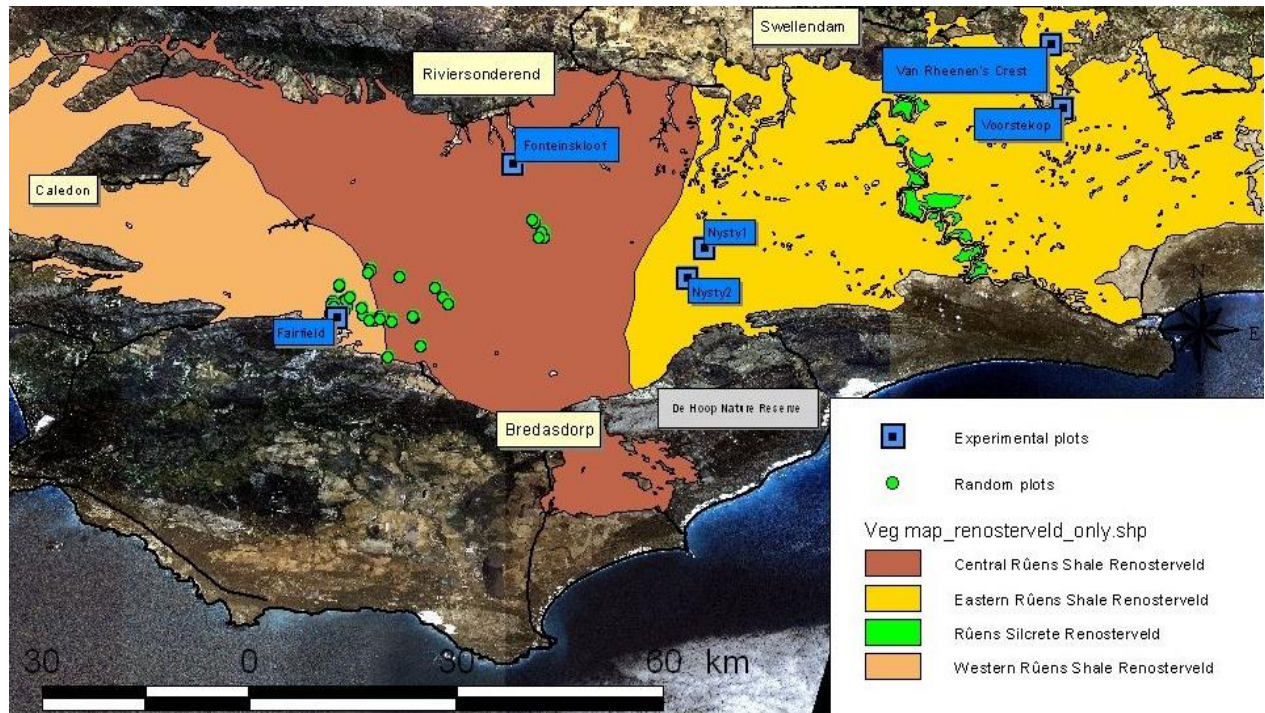 Swellendam
Riviersonderend
Van Rheenen's Crest
Voorstekop
Fonteinskloof
Caledon
Nysty1
Nysty2
N
E
Fairfield
De Hoop Nature Reserve
Bredasdorp
Experimental plots
Random plots
Veg map_renosterveld_only.shp
Central Rûens Shale Renosterveld
Eastern Rûens Shale Renosterveld
Rûens Silcrete Renosterveld
Western Rûens Shale Renosterveld
30 0 30 60 km